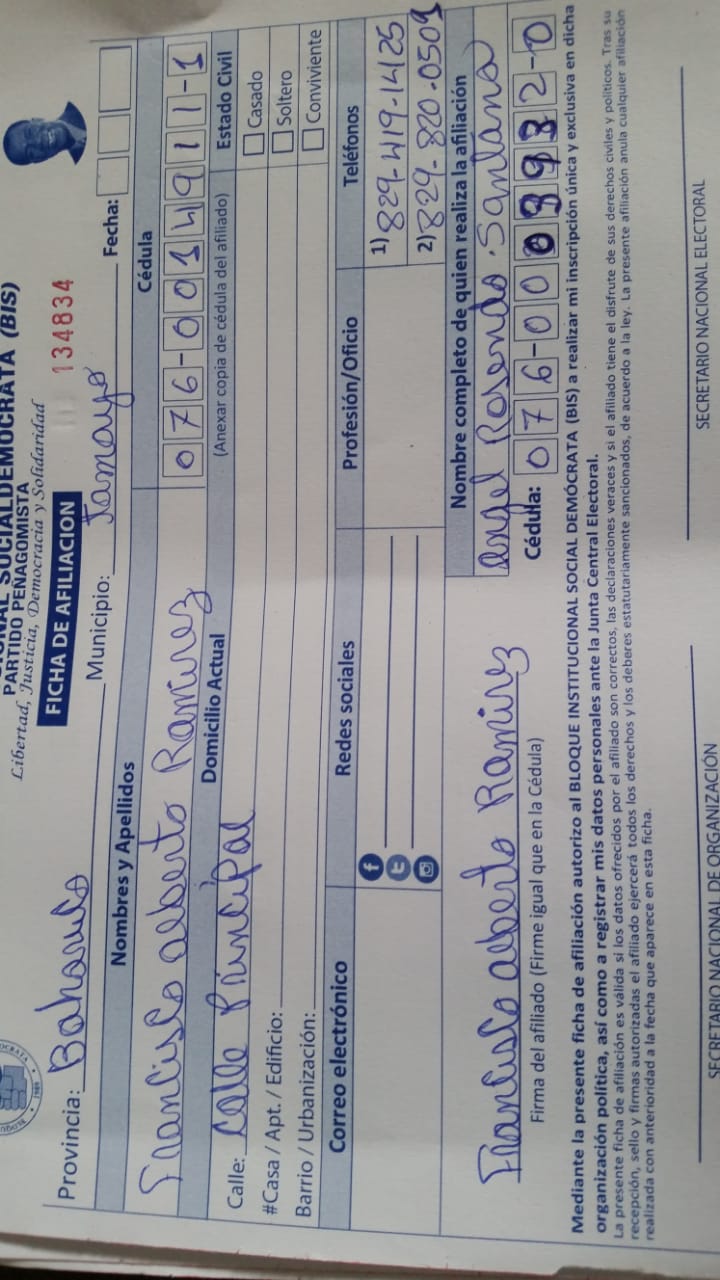 SOCIALDEMOCRATA (BIS)
PARTIDO PEÑAGOMISTA
Libertad, Justicia, Democracia y Solidaridad
FICHA DE AFILIACION
134834
Provincia: Bahoruco Municipio: Tamayo Fecha:
Nombres y Apellidos Cédula
Francisco alberto Ramirez 076-0014911-1
Domicilio Actual (Anexar copia de cédula del afiliado) Estado Civil
Calle: Calle Principal Casado
#Casa / Apt. / Edificio: Soltero
Barrio / Urbanización: Conviviente
Correo electrónico Redes sociales Profesión/Oficio Teléfonos
1) 829-419-1425
2) 829-820-0509
Nombre completo de quien realiza la afiliación
Francisco alberto Ramirez angel Rosendo Santana
Firma del afiliado (Firme igual que en la Cédula) Cédula: 076-00
Mediante la presente ficha de afiliación autorizo al BLOQUE INSTITUCIONAL SOCIAL DEMÓCRATA (BIS) a realizar mi inscripción única y exclusiva en dicha
organización política, así como a registrar mis datos personales ante la Junta Central Electoral.
La presente ficha de afiliación es válida si los datos ofrecidos por el afiliado son correctos, las declaraciones veraces y si el afiliado tiene el disfrute de sus derechos civiles y políticos. Tras su
recepción, sello y firmas autorizadas el afiliado ejercerá todos los derechos y los deberes estatutariamente sancionados, de acuerdo a la ley. La presente afiliación anula cualquier afiliación
realizada con anterioridad a la fecha que aparece en esta ficha.
SECRETARIO NACIONAL DE ORGANIZACIÓN SECRETARIO NACIONAL ELECTORAL